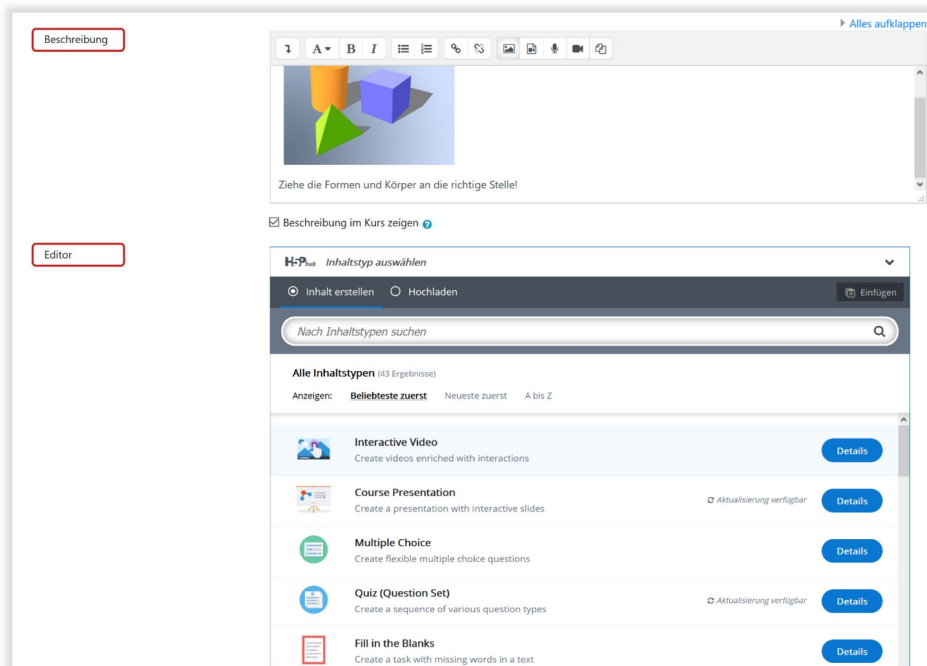 Alles aufklappen
Beschreibung
A B I
Ziehe die Formen und Körper an die richtige Stelle!
Beschreibung im Kurs zeigen
Editor
H5P hub Inhaltstyp auswählen
Inhalt erstellen Hochladen Einfügen
Nach Inhaltstypen suchen
Alle Inhaltstypen (43 Ergebnisse)
Anzeigen: Beliebteste zuerst Neueste zuerst A bis Z
Interactive Video
Create videos enriched with interactions
Details
Course Presentation
Create a presentation with interactive slides
Aktualisierung verfügbar Details
Multiple Choice
Create flexible multiple choice questions
Details
Quiz (Question Set)
Create a sequence of various question types
Aktualisierung verfügbar Details
Fill in the Blanks
Create a task with missing words in a text
Details